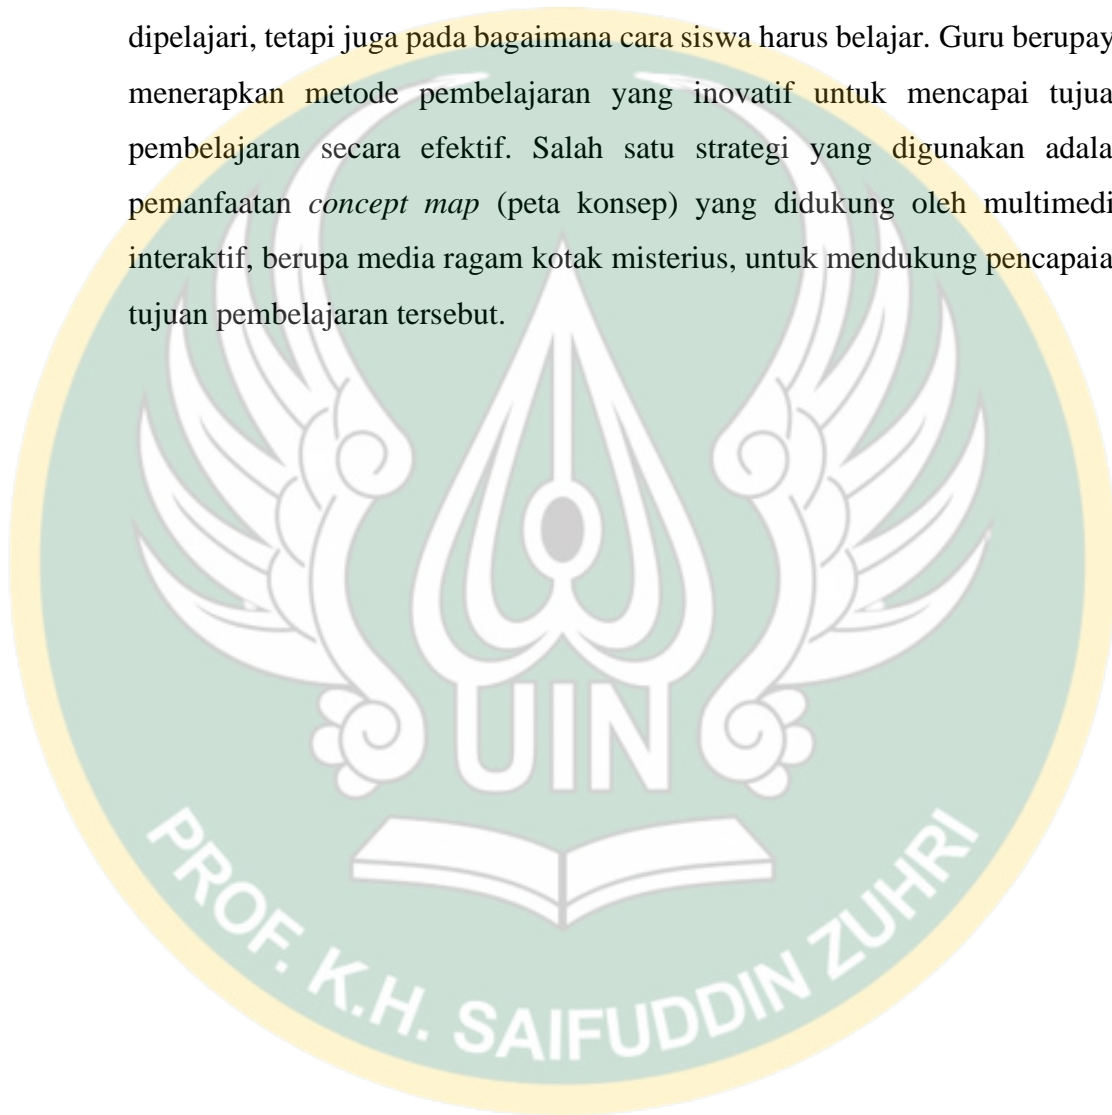 dipelajari, tetapi juga pada bagaimana cara siswa harus belajar. Guru berupay
menerapkan metode pembelajaran yang inovatif untuk mencapai tujua
pembelajaran secara efektif. Salah satu strategi yang digunakan adala
pemanfaatan concept map (peta konsep) yang didukung oleh multimedi
interaktif, berupa media ragam kotak misterius, untuk mendukung pencapaia
tujuan pembelajaran tersebut.
UIN
PROF. K.H. SAIFUDDIN ZUHRI